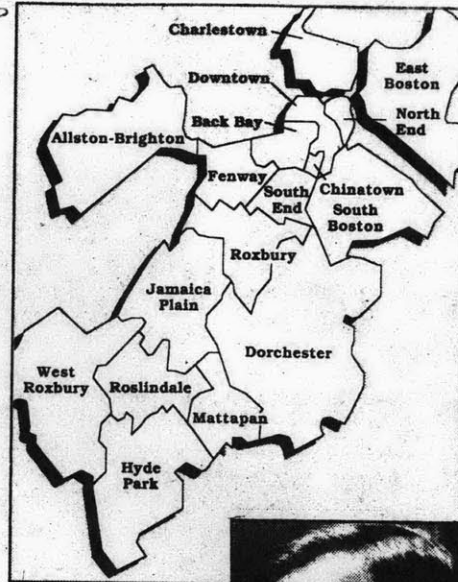 Charlestown
East
Boston
Downtown
North
End
Back Bay
Allston-Brighton
Fenway
South
End
Chinatown
South
Boston
Roxbury
Jamaica
Plain
Dorchester
West
Roxbury
Roslindale
Mattapan
Hyde
Park